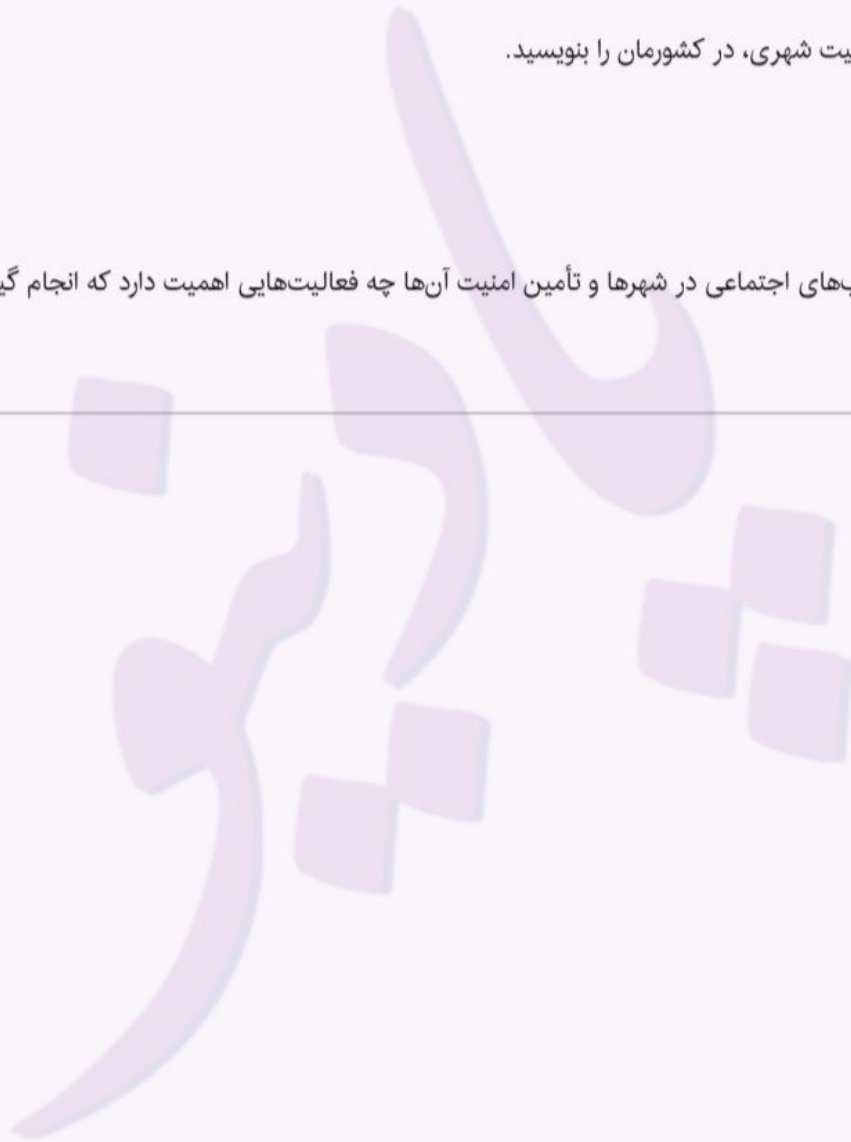 یت شهری، در کشورمان را بنویسید.
ب‌های اجتماعی در شهرها و تأمین امنیت آن‌ها چه فعالیت‌هایی اهمیت دارد که انجام گی